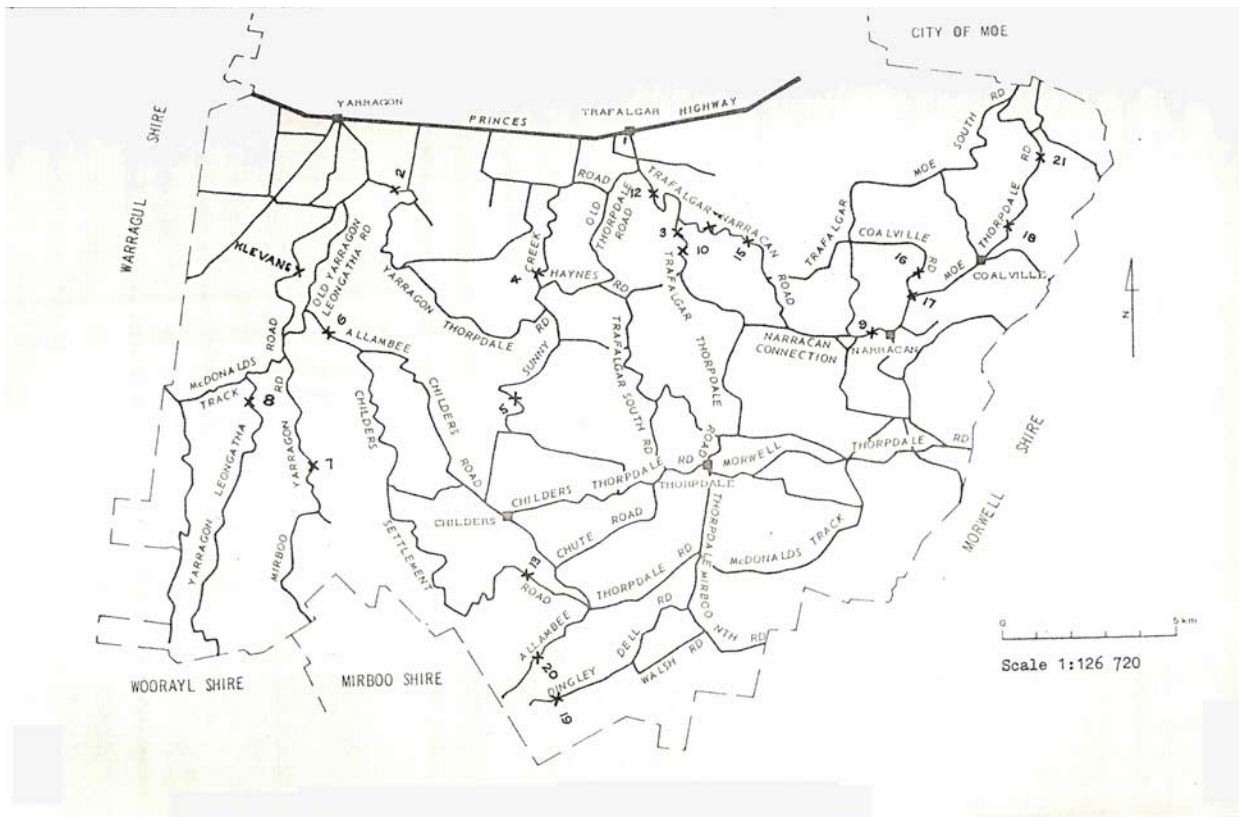 CITY OF MOE
WARRAGUL SHIRE
YARRAGON
PRINCES HIGHWAY
TRAFALGAR
1
2
ROAD
OLD THORPDALE ROAD
12
TRAFALGAR NARRACAN ROAD
3
10
15
MOE SOUTH RD
21
MOE THORPDALE RD
18
TRAFALGAR
COALVILLE RD
16
17
COALVILLE
KLEVANS
OLD YARRAGON LEONGATHA RD
YARRAGON THORPDALE RD
4
SUNNY CREEK
HAYNES RD
TRAFALGAR THORPDALE ROAD
9
NARRACAN
NARRACAN CONNECTION
N
6
ALLAMBEE CHILDERS ROAD
McDONALDS TRACK
ROAD
8
5
CHILDERS SETTLEMENT ROAD
TRAFALGAR SOUTH RD
YARRAGON LEONGATHA
MIRBOO YARRAGON RD
7
CHILDERS THORPDALE RD
THORPDALE
MORWELL THORPDALE RD
CHILDERS
CHUTE ROAD
McDONALDS TRACK
MORWELL SHIRE
13
THORPDALE RD
THORPDALE MIRBOO NTH RD
ALLAMBEE
20
DINGLEY DELL RD
19
WALSH RD
WOORAYL SHIRE
MIRBOO SHIRE
0
5km
Scale 1:126 720